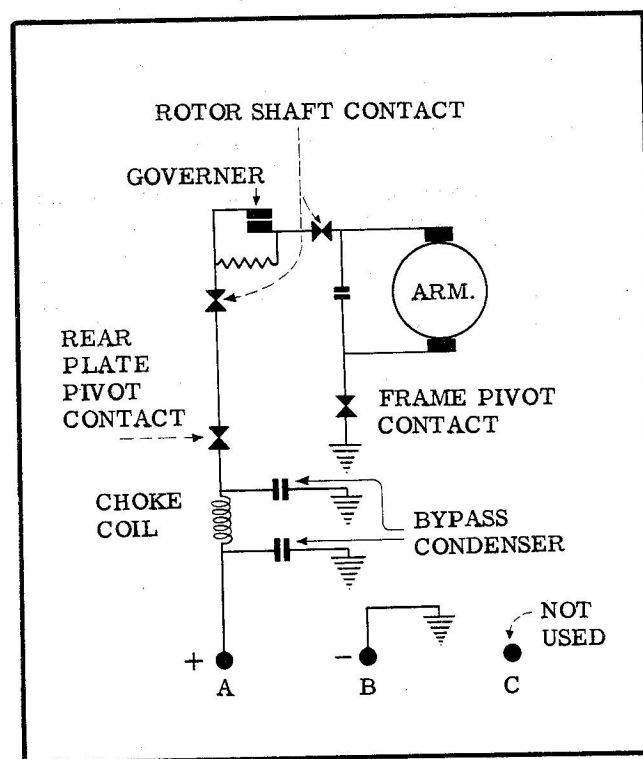 ROTOR SHAFT CONTACT
GOVERNER
ARM.
REAR
PLATE
PIVOT
CONTACT
FRAME PIVOT
CONTACT
CHOKE
COIL
BYPASS
CONDENSER
NOT
USED
+
-
A
B
C